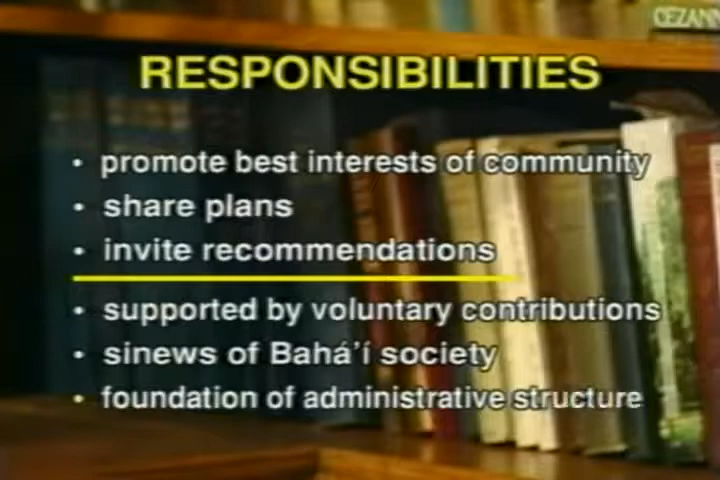 CEZANN
RESPONSIBILITIES
• promote best interests of community
• share plans
• invite recommendations
• supported by voluntary contributions
• sinews of Bahá'í society
• foundation of administrative structure